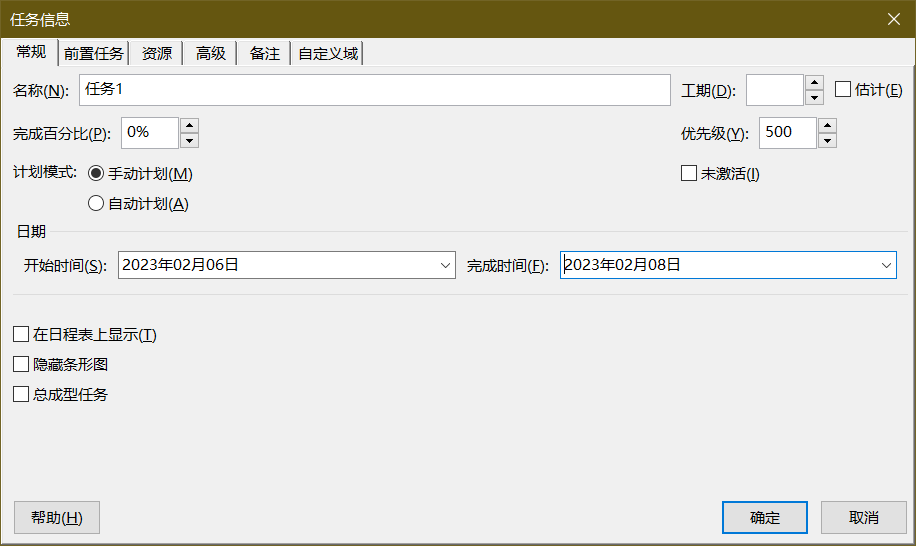 任务信息
常规 前置任务 资源 高级 备注 自定义域
名称(N): 任务1 工期(D): 估计(E)
完成百分比(P): 0% 优先级(Y): 500
计划模式: 手动计划(M) 未激活(I)
自动计划(A)
日期
开始时间(S): 2023年02月06日 完成时间(F): 2023年02月08日
在日程表上显示(T)
隐藏条形图
总成型任务
帮助(H) 确定 取消